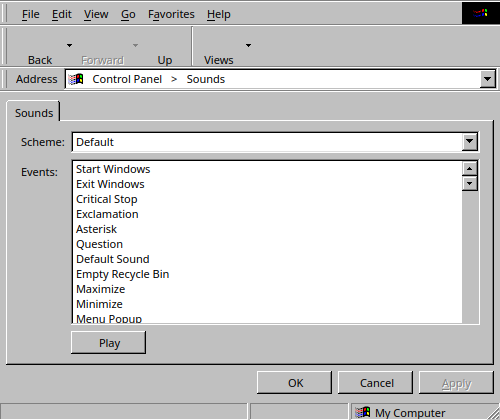 File Edit View Go Favorites Help
Back Forward Up Views
Address Control Panel > Sounds
Sounds
Scheme: Default
Events: Start Windows
Exit Windows
Critical Stop
Exclamation
Asterisk
Question
Default Sound
Empty Recycle Bin
Maximize
Minimize
Menu Popup
Play
OK Cancel Apply
My Computer